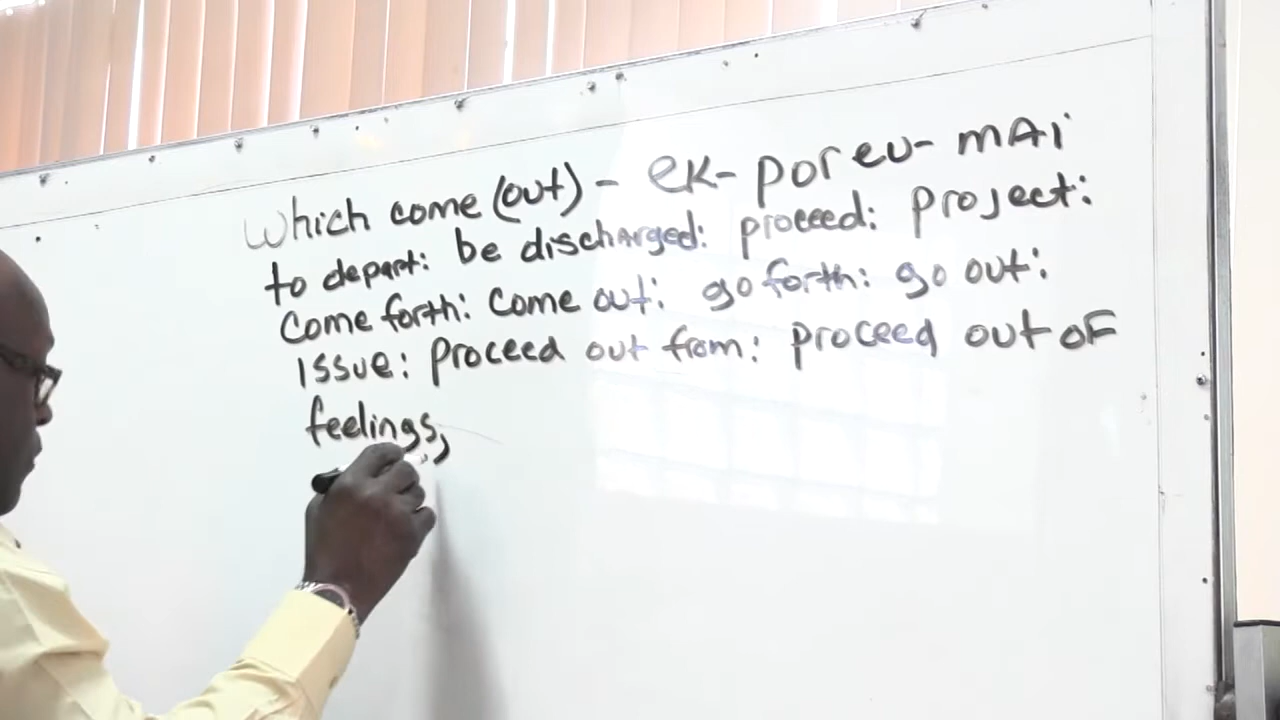 Which come (out) - ek- poreu- mAi
to depart: be discharged: proceed: project:
Come forth: Come out: go forth: go out:
Issue: proceed out from: proceed out of
feelings,